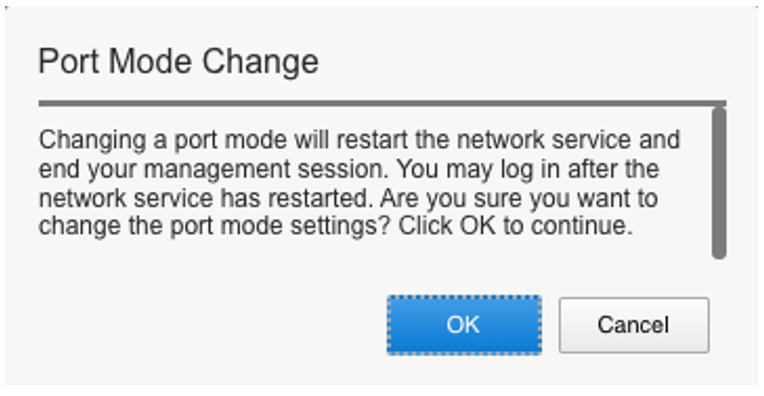 Port Mode Change
Changing a port mode will restart the network service and
end your management session. You may log in after the
network service has restarted. Are you sure you want to
change the port mode settings? Click OK to continue.
OK
Cancel